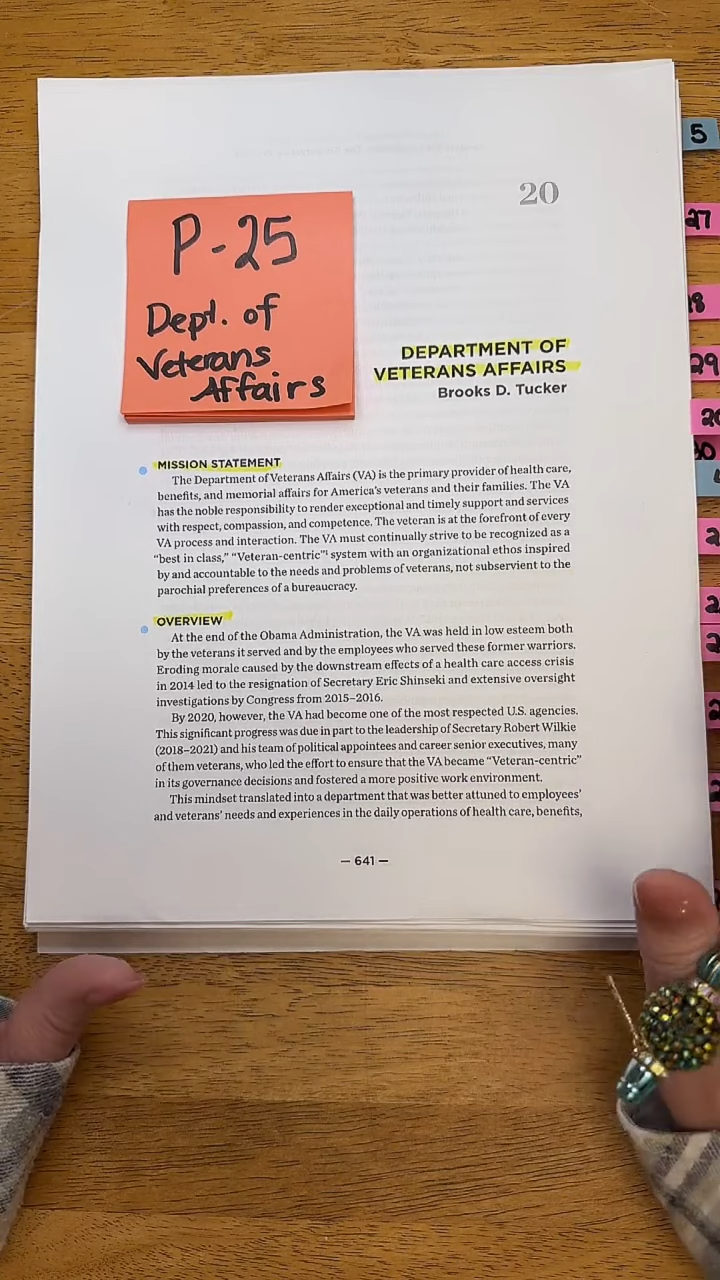 20
P-25
Dept. of
Veterans
Affairs
DEPARTMENT OF
VETERANS AFFAIRS
Brooks D. Tucker
MISSION STATEMENT
The Department of Veterans Affairs (VA) is the primary provider of health care,
benefits, and memorial affairs for America's veterans and their families. The VA
has the noble responsibility to render exceptional and timely support and services
with respect, compassion, and competence. The veteran is at the forefront of every
VA process and interaction. The VA must continually strive to be recognized as a
“best in class,” “Veteran-centric”¹ system with an organizational ethos inspired
by and accountable to the needs and problems of veterans, not subservient to the
parochial preferences of a bureaucracy.
OVERVIEW
At the end of the Obama Administration, the VA was held in low esteem both
by the veterans it served and by the employees who served these former warriors.
Eroding morale caused by the downstream effects of a health care access crisis
in 2014 led to the resignation of Secretary Eric Shinseki and extensive oversight
investigations by Congress from 2015–2016.
By 2020, however, the VA had become one of the most respected U.S. agencies.
This significant progress was due in part to the leadership of Secretary Robert Wilkie
(2018–2021) and his team of political appointees and career senior executives, many
of them veterans, who led the effort to ensure that the VA became “Veteran-centric”
in its governance decisions and fostered a more positive work environment.
This mindset translated into a department that was better attuned to employees'
and veterans' needs and experiences in the daily operations of health care, benefits,
— 641 —
5
27
29